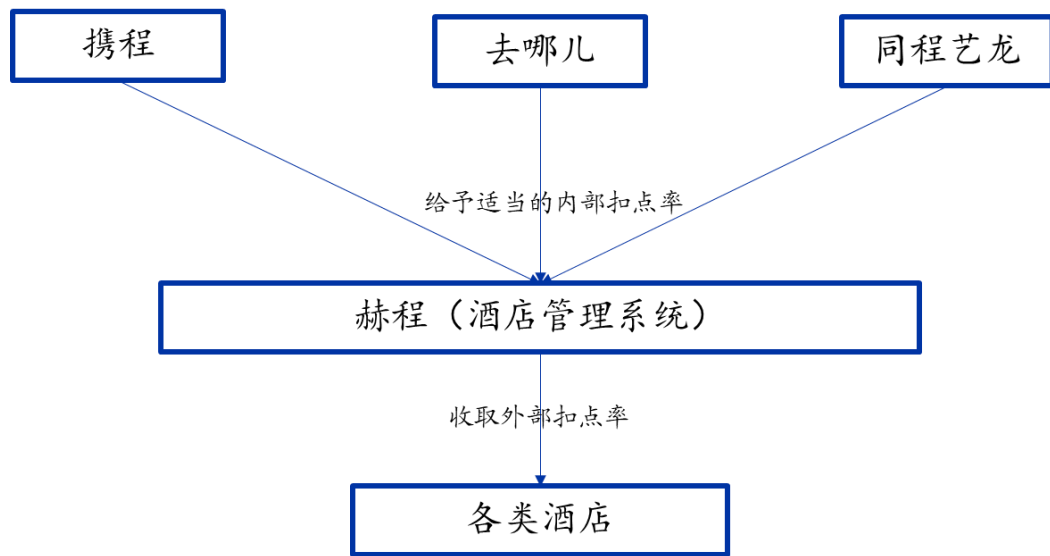 携程
去哪儿
同程艺龙
给予适当的内部扣点率
赫程（酒店管理系统）
收取外部扣点率
各类酒店